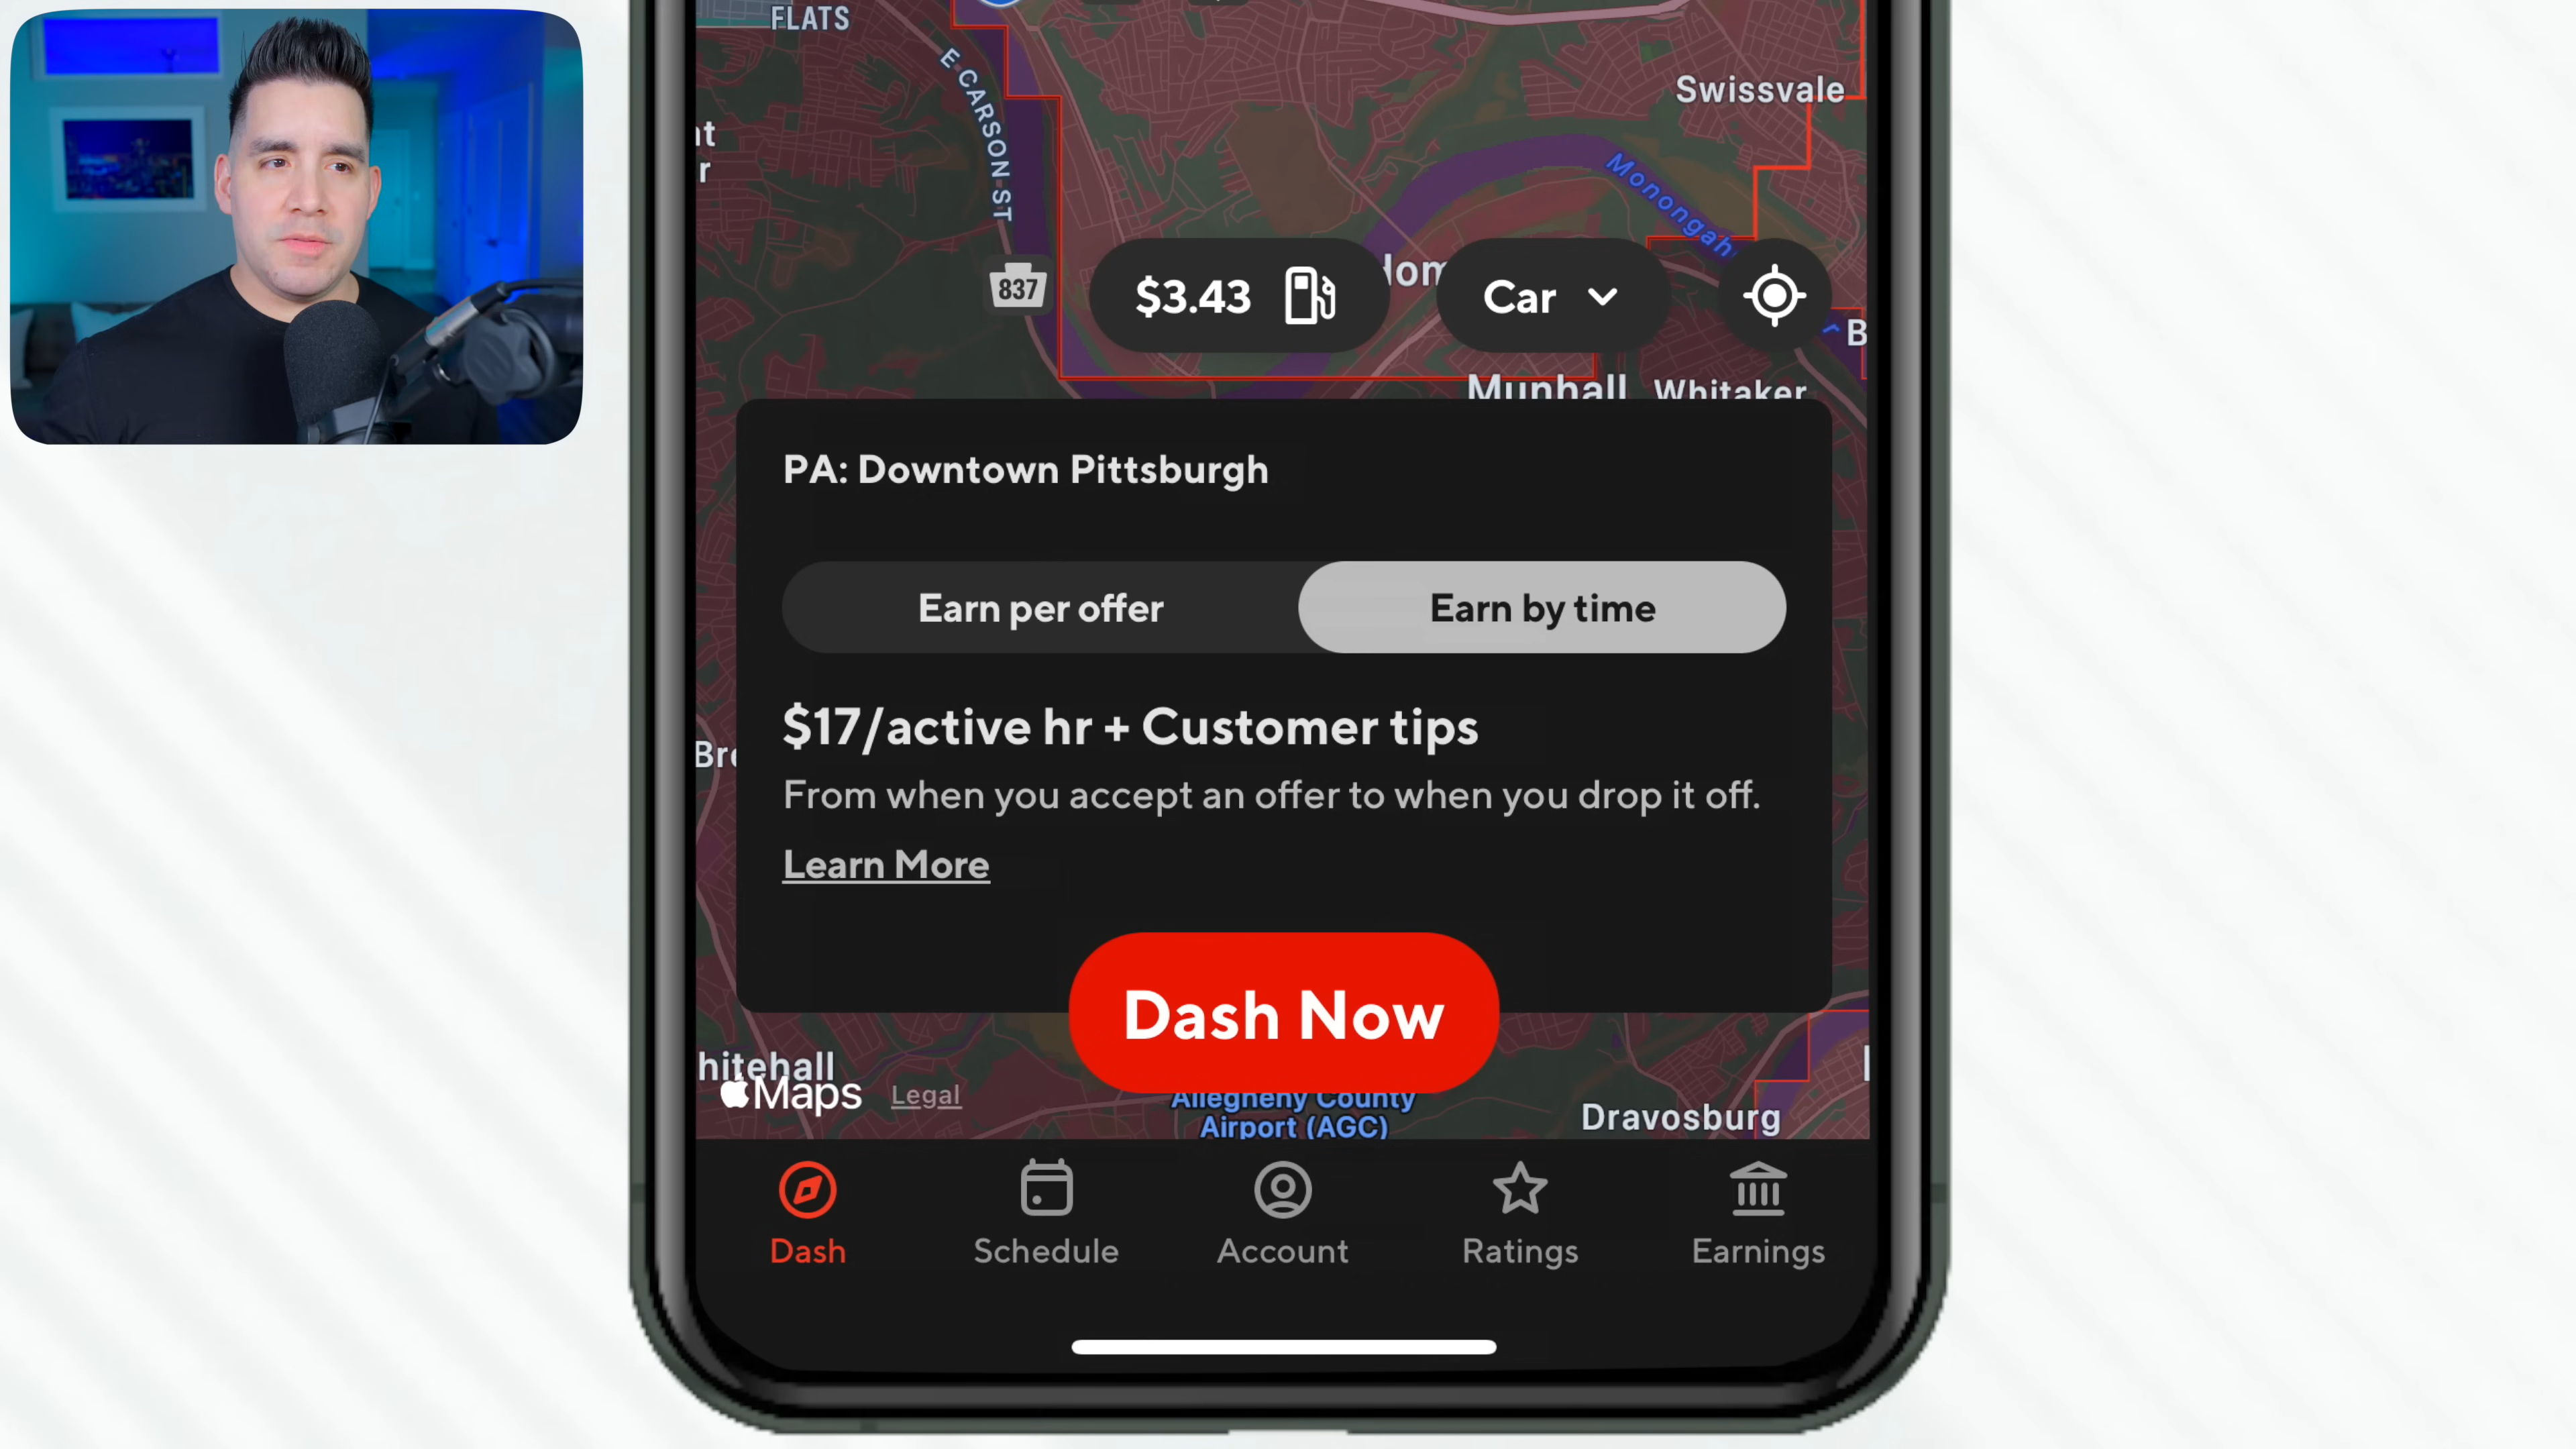 FLATS
E CARSON ST
Swissvale
Monongah
837
$3.43
Car
Munhall
Whitaker
PA: Downtown Pittsburgh
Earn per offer
Earn by time
$17/active hr + Customer tips
From when you accept an offer to when you drop it off.
Learn More
Dash Now
hitehall
Maps
Legal
Allegheny County
Airport (AGC)
Dravosburg
Dash
Schedule
Account
Ratings
Earnings